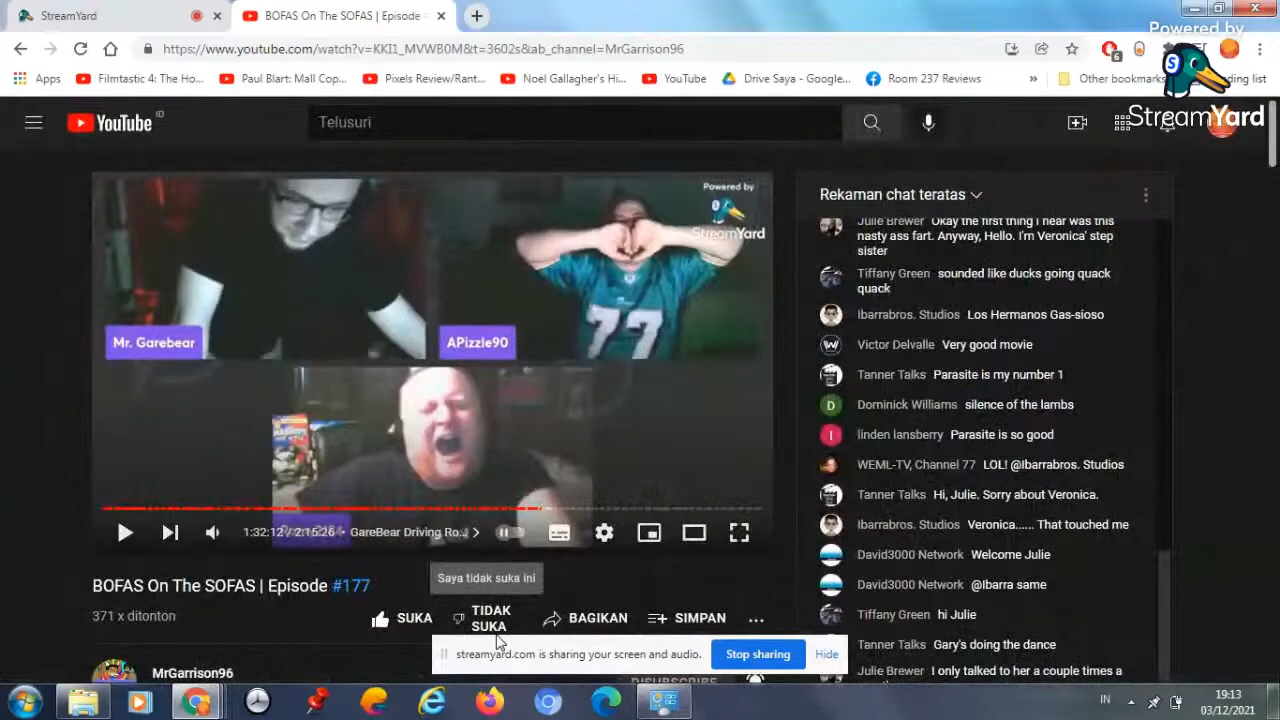 StreamYard
BOFAS On The SOFAS | Episode
Powered by
StreamYard
https://www.youtube.com/watch?v=KKI1_MVWB0M&t=3602s&ab_channel=MrGarrison96
6
Apps
Filmtastic 4: The Ho...
Paul Blart: Mall Cop...
Pixels Review/Rant...
Noel Gallagher's Hi...
YouTube
Drive Saya - Google...
Room 237 Reviews
»
Other bookmarks
YouTube ID
Telusuri
Powered by
StreamYard
Mr. Garebear
APizzle90
77
1:32:12 / 2:15:26 • GareBear Driving Ro...
Rekaman chat teratas
Julie Brewer Okay the first thing I hear was this
nasty ass fart. Anyway, Hello. I'm Veronica' step
sister
Tiffany Green sounded like ducks going quack
quack
Ibarrabros. Studios Los Hermanos Gas-sioso
Victor Delvalle Very good movie
Tanner Talks Parasite is my number 1
D
Dominick Williams silence of the lambs
l
linden lansberry Parasite is so good
WEML-TV, Channel 77 LOL! @Ibarrabros. Studios
Tanner Talks Hi, Julie. Sorry about Veronica.
Ibarrabros. Studios Veronica...... That touched me
David3000 Network Welcome Julie
David3000 Network @Ibarra same
Tiffany Green hi Julie
Tanner Talks Gary's doing the dance
Julie Brewer I only talked to her a couple times a
Saya tidak suka ini
BOFAS On The SOFAS | Episode #177
371 x ditonton
SUKA
TIDAK
SUKA
BAGIKAN
SIMPAN
streamyard.com is sharing your screen and audio.
Stop sharing
Hide
MrGarrison96
DISUBSCRIBE
IN
19:13
03/12/2021